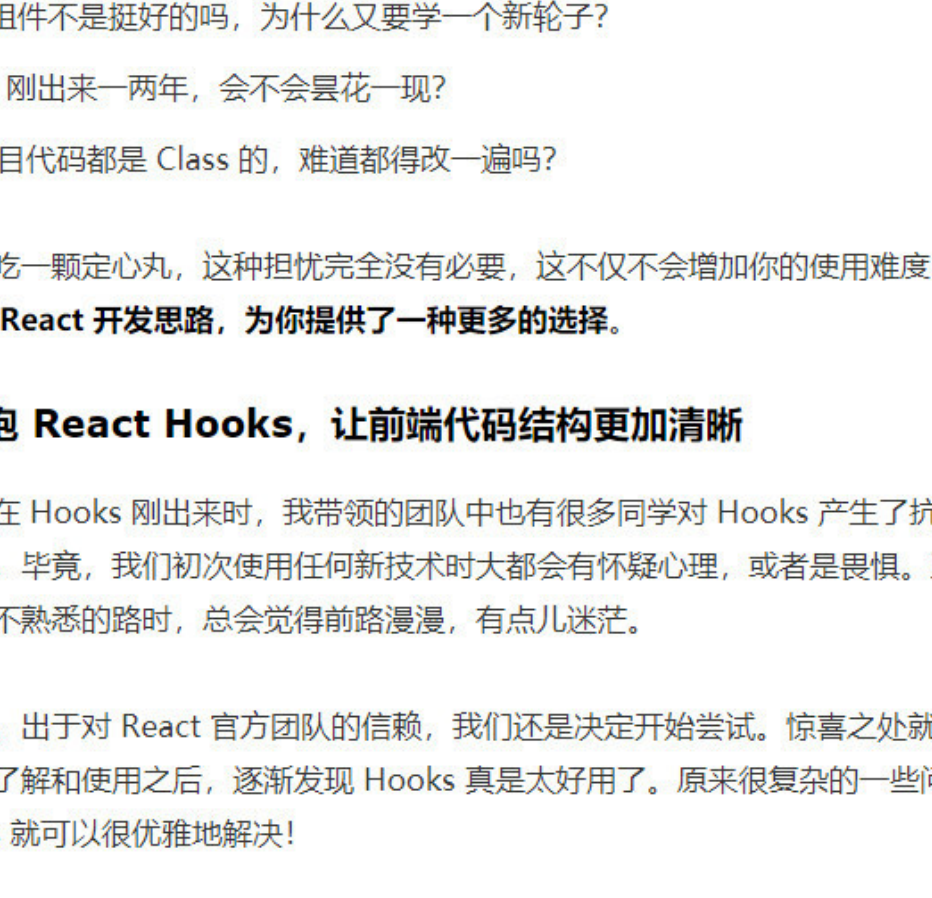 组件不是挺好的吗，为什么又要学一个新轮子？
刚出来一两年，会不会昙花一现？
目代码都是 Class 的，难道都得改一遍吗？
吃一颗定心丸，这种担忧完全没有必要，这不仅不会增加你的使用难度
React 开发思路，为你提供了一种更多的选择。
React Hooks，让前端代码结构更加清晰
在 Hooks 刚出来时，我带领的团队中也有很多同学对 Hooks 产生了抗
毕竟，我们初次使用任何新技术时大都会有怀疑心理，或者是畏惧。
不熟悉的路时，总会觉得前路漫漫，有点儿迷茫。
出于对 React 官方团队的信赖，我们还是决定开始尝试。惊喜之处就
了解和使用之后，逐渐发现 Hooks 真是太好用了。原来很复杂的一些问
就可以很优雅地解决！